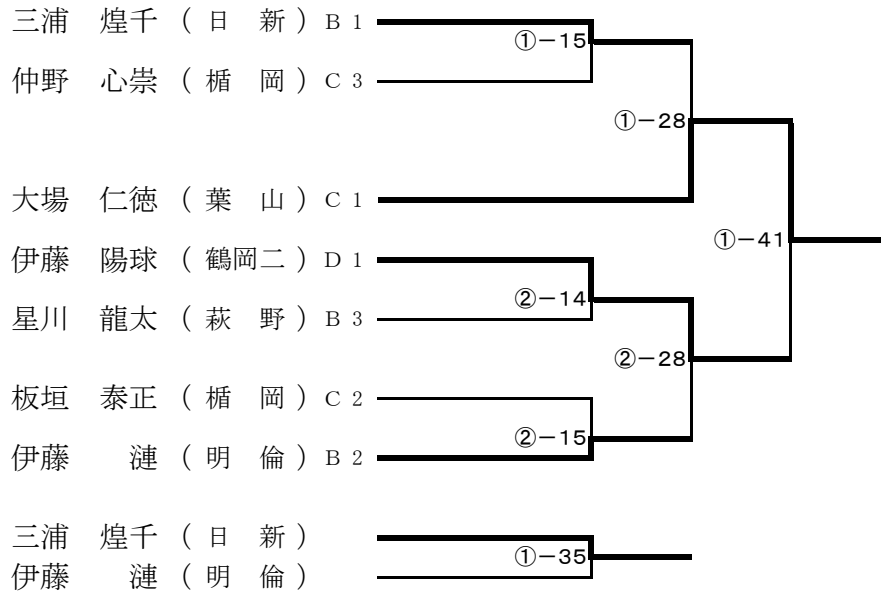 三浦　煌千 ( 日　新 ) B 1
①－15
仲野　心崇 ( 楯　岡 ) C 3
①－28
大場　仁徳 ( 葉　山 ) C 1
①－41
伊藤　陽球 ( 鶴岡二 ) D 1
②－14
星川　龍太 ( 萩　野 ) B 3
②－28
板垣　泰正 ( 楯　岡 ) C 2
②－15
伊藤　　漣 ( 明　倫 ) B 2
三浦　煌千 ( 日　新 )
①－35
伊藤　　漣 ( 明　倫 )